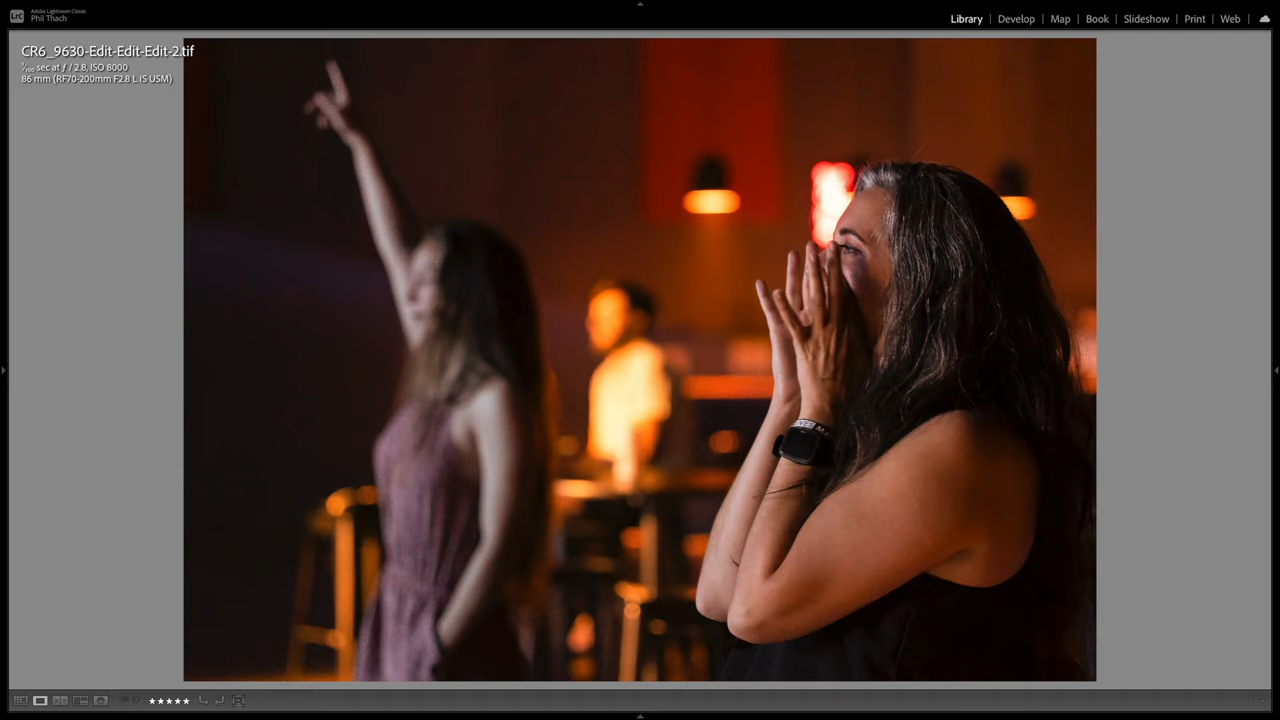 LrC
Adobe Lightroom Classic
Phil Thach
Library | Develop | Map | Book | Slideshow | Print | Web
CR6_9630-Edit-Edit-Edit-2.tif
1/100 sec at ƒ / 2.8, ISO 8000
86 mm (RF70-200mm F2.8 L IS USM)